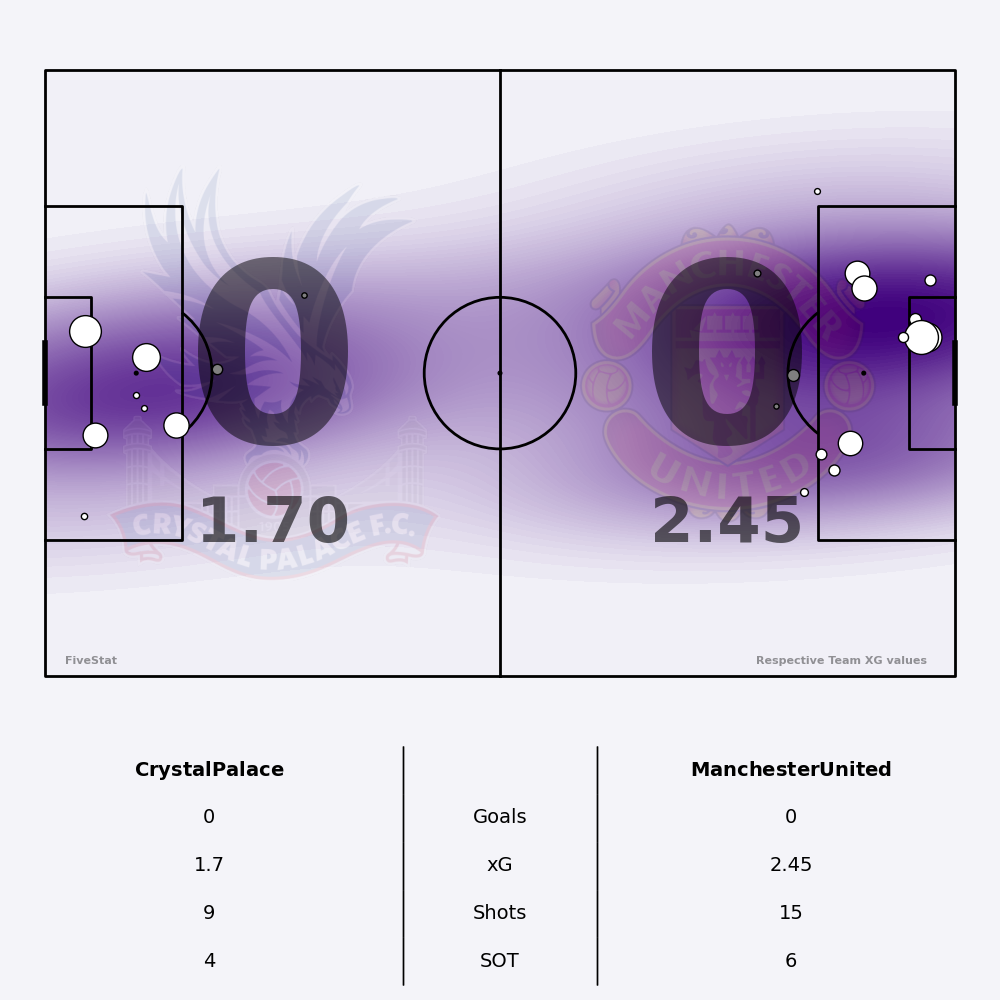 0 0
MANCHESTER
UNITED
1.70 2.45
CRYSTAL PALACE F.C.
FiveStat Respective Team XG values
CrystalPalace ManchesterUnited
0 Goals 0
1.7 xG 2.45
9 Shots 15
4 SOT 6